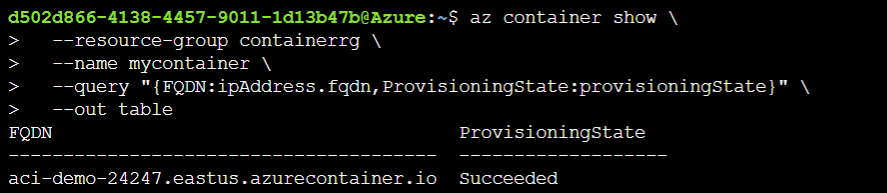 d502d866-4138-4457-9011-1d13b47b@Azure:~$ az container show \
>   --resource-group containerrg \
>   --name mycontainer \
>   --query "{FQDN:ipAddress.fqdn,ProvisioningState:provisioningState}" \
>   --out table
FQDN                                     ProvisioningState
---------------------------------------  -------------------
aci-demo-24247.eastus.azurecontainer.io  Succeeded